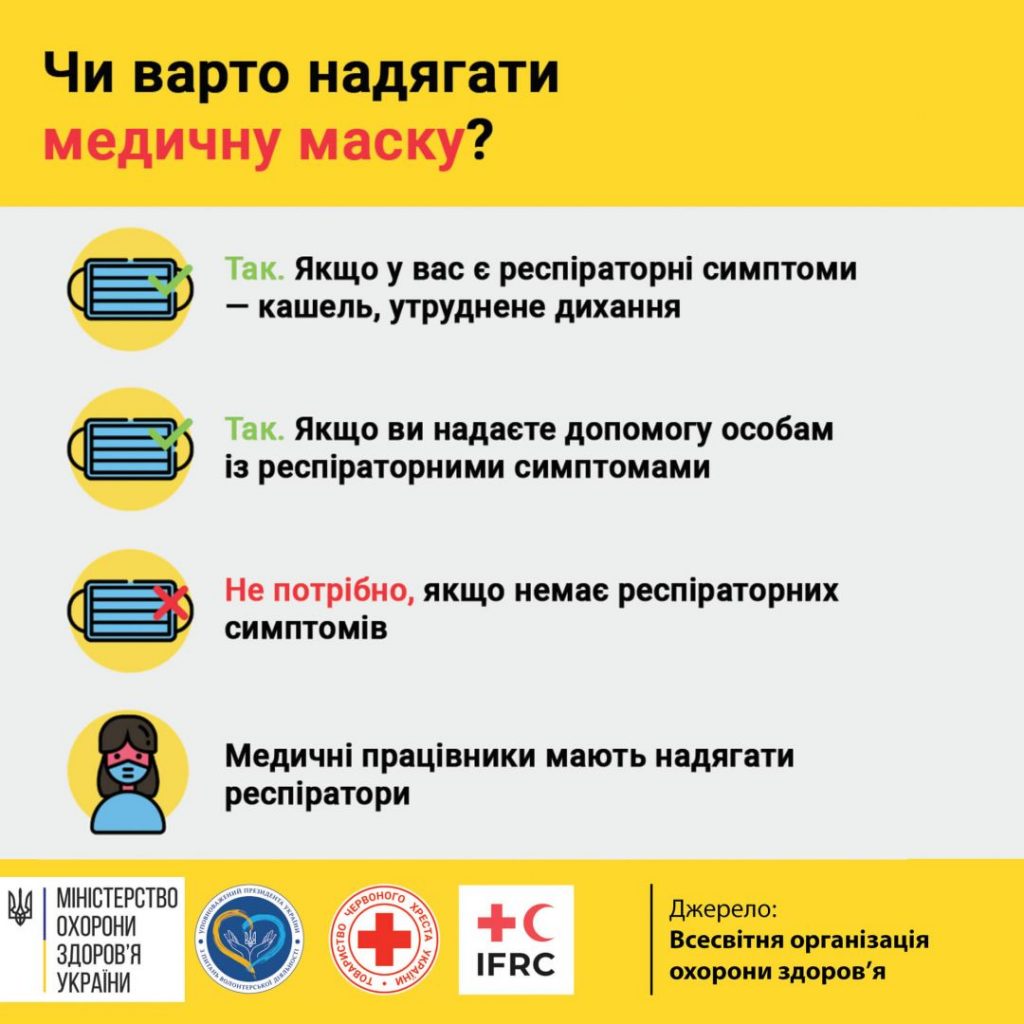 Чи варто надягати
медичну маску?
Так. Якщо у вас є респіраторні симптоми
— кашель, утруднене дихання
Так. Якщо ви надаєте допомогу особам
із респіраторними симптомами
Не потрібно, якщо немає респіраторних
симптомів
Медичні працівники мають надягати
респіратори
МІНІСТЕРСТВО
ОХОРОНИ
ЗДОРОВ'Я
УКРАЇНИ
УПОВНОВАЖЕНИЙ ПРЕЗИДЕНТА УКРАЇНИ
З ПИТАНЬ ВОЛОНТЕРСЬКОЇ ДІЯЛЬНОСТІ
ТОВАРИСТВО ЧЕРВОНОГО ХРЕСТА УКРАЇНИ
IFRC
Джерело:
Всесвітня організація
охорони здоров’я